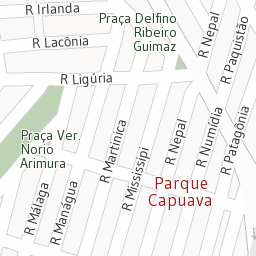 R Irlanda
Praça Delfino
Ribeiro
Guimaz
R Lacônia
R Nepal
R Paquistão
R Ligúria
Praça Ver.
Norio
Arimura
R Martinica
R Mississipi
R Nepal
R Numídia
R Patagônia
Parque
Capuava
R Málaga
R Manágua